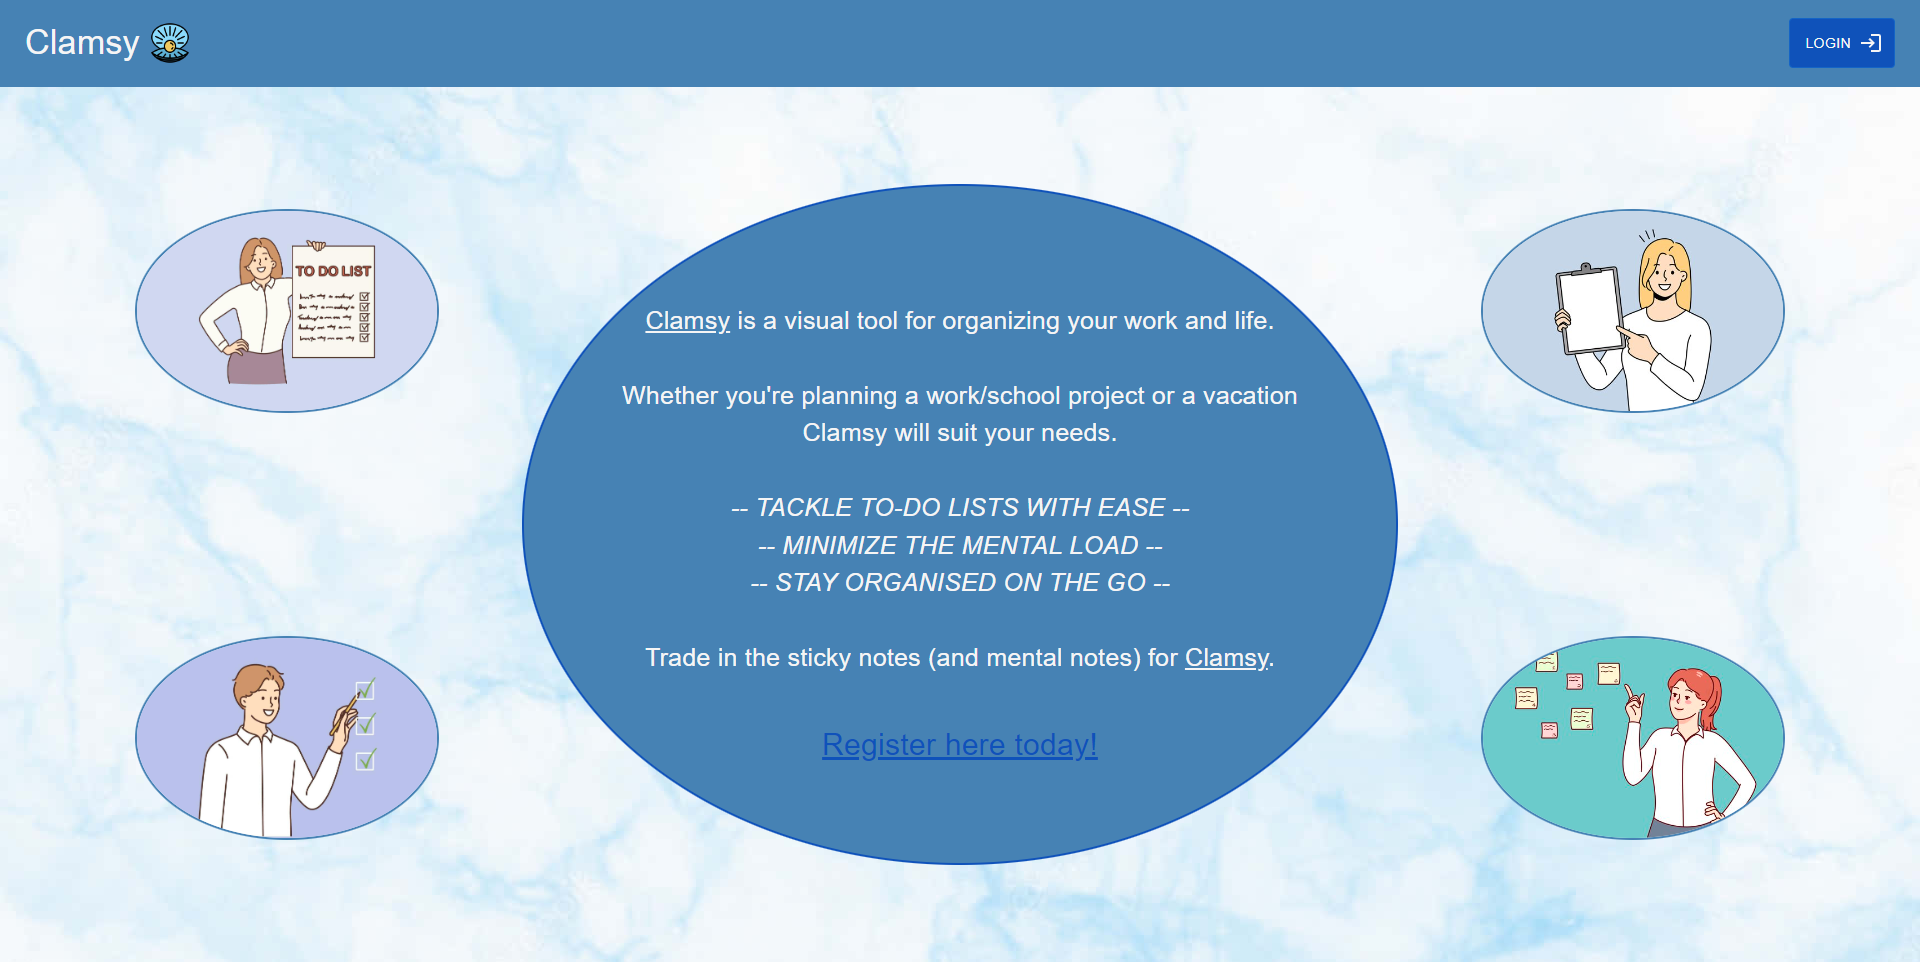 Clamsy
LOGIN
TO DO LIST
Clamsy is a visual tool for organizing your work and life.
Whether you're planning a work/school project or a vacation
Clamsy will suit your needs.
-- TACKLE TO-DO LISTS WITH EASE --
-- MINIMIZE THE MENTAL LOAD --
-- STAY ORGANISED ON THE GO --
Trade in the sticky notes (and mental notes) for Clamsy.
Register here today!